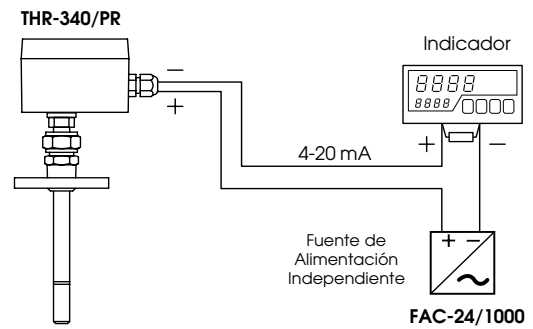 THR-340/PR
Indicador
8888
8888
−
+
+
−
4-20 mA
+ −
Fuente de
Alimentación
Independiente
FAC-24/1000